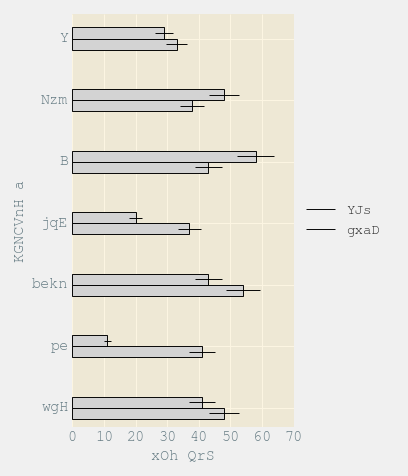 Y
Nzm
B
jqE
bekn
pe
wgH
KGNCVnH a
0 10 20 30 40 50 60 70
xOh QrS
YJs
gxaD